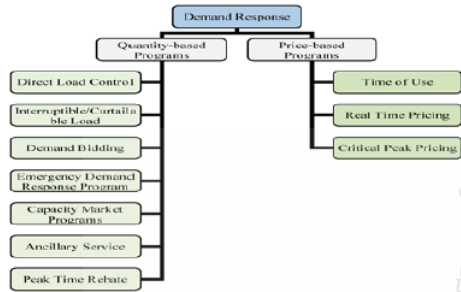 Demand Response
Quantity-based
Programs
Price-based
Programs
Direct Load Control
Interruptible/Curtaila
ble Load
Demand Bidding
Emergency Demand
Response Program
Capacity Market
Programs
Ancillary Service
Peak Time Rebate
Time of Use
Real Time Pricing
Critical Peak Pricing